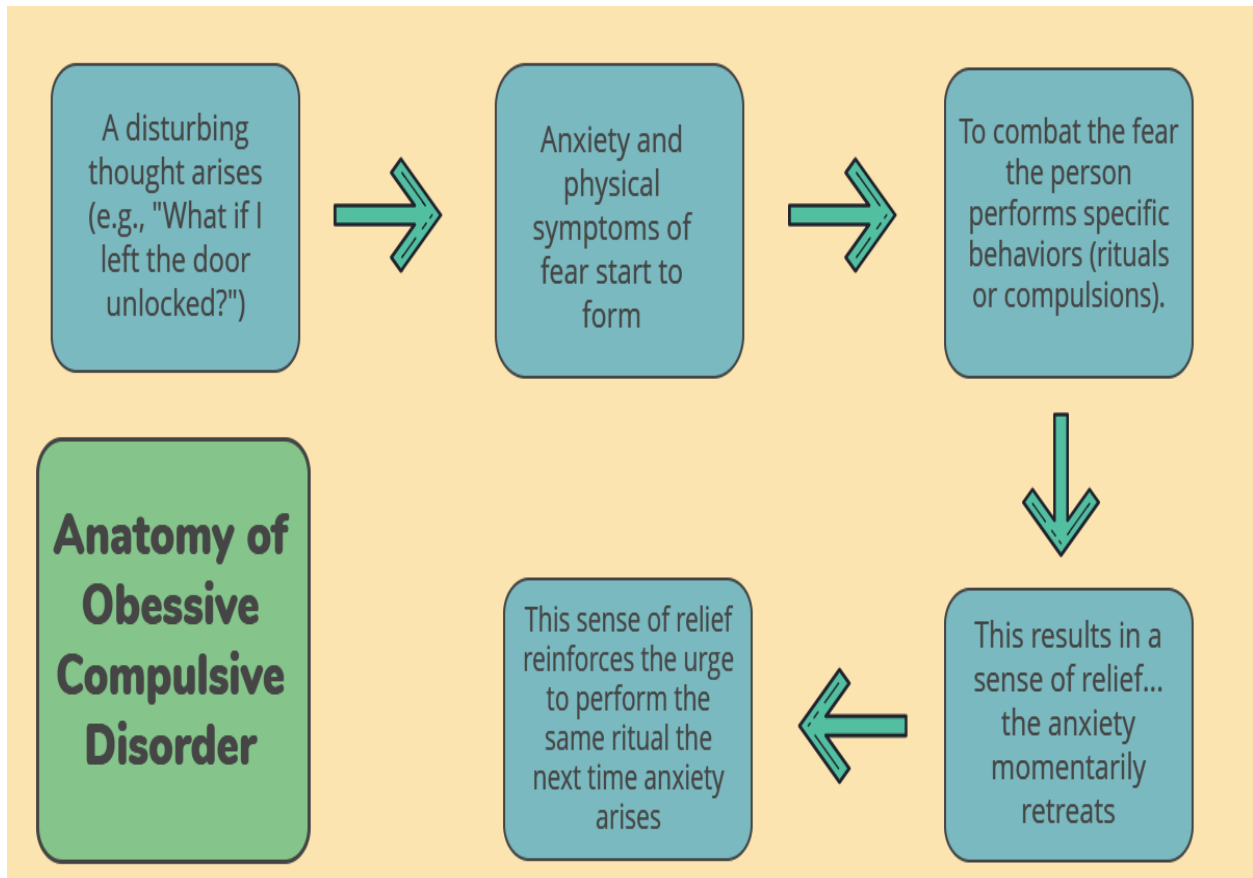 A disturbing
thought arises
(e.g., "What if I
left the door
unlocked?")
Anxiety and
physical
symptoms of
fear start to
form
To combat the fear
the person
performs specific
behaviors (rituals
or compulsions).
This results in a
sense of relief...
the anxiety
momentarily
retreats
This sense of relief
reinforces the urge
to perform the
same ritual the
next time anxiety
arises
Anatomy of
Obessive
Compulsive
Disorder